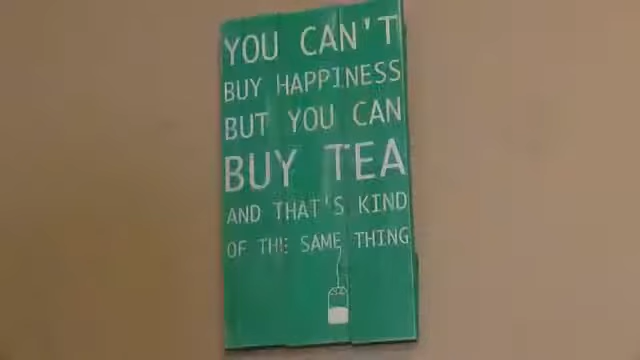 YOU CAN'T
BUY HAPPINESS
BUT YOU CAN
BUY TEA
AND THAT'S KIND
OF THE SAME THING